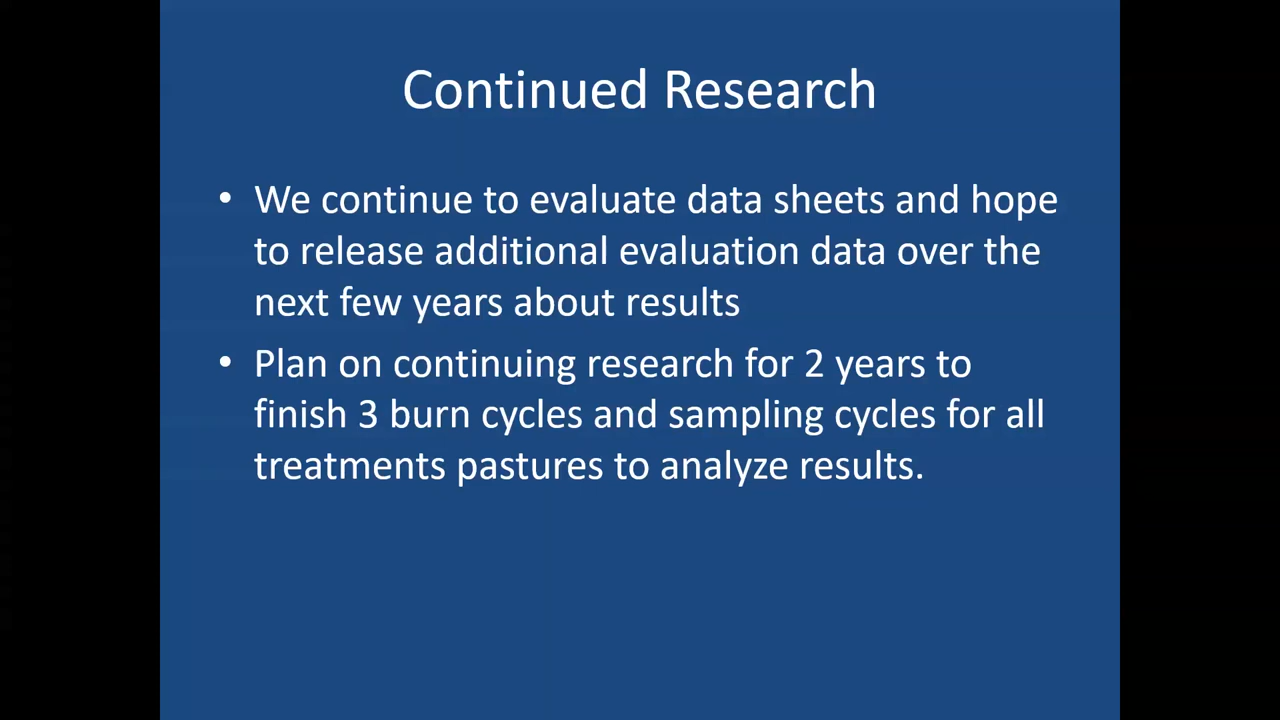 Continued Research
• We continue to evaluate data sheets and hope
to release additional evaluation data over the
next few years about results
• Plan on continuing research for 2 years to
finish 3 burn cycles and sampling cycles for all
treatments pastures to analyze results.